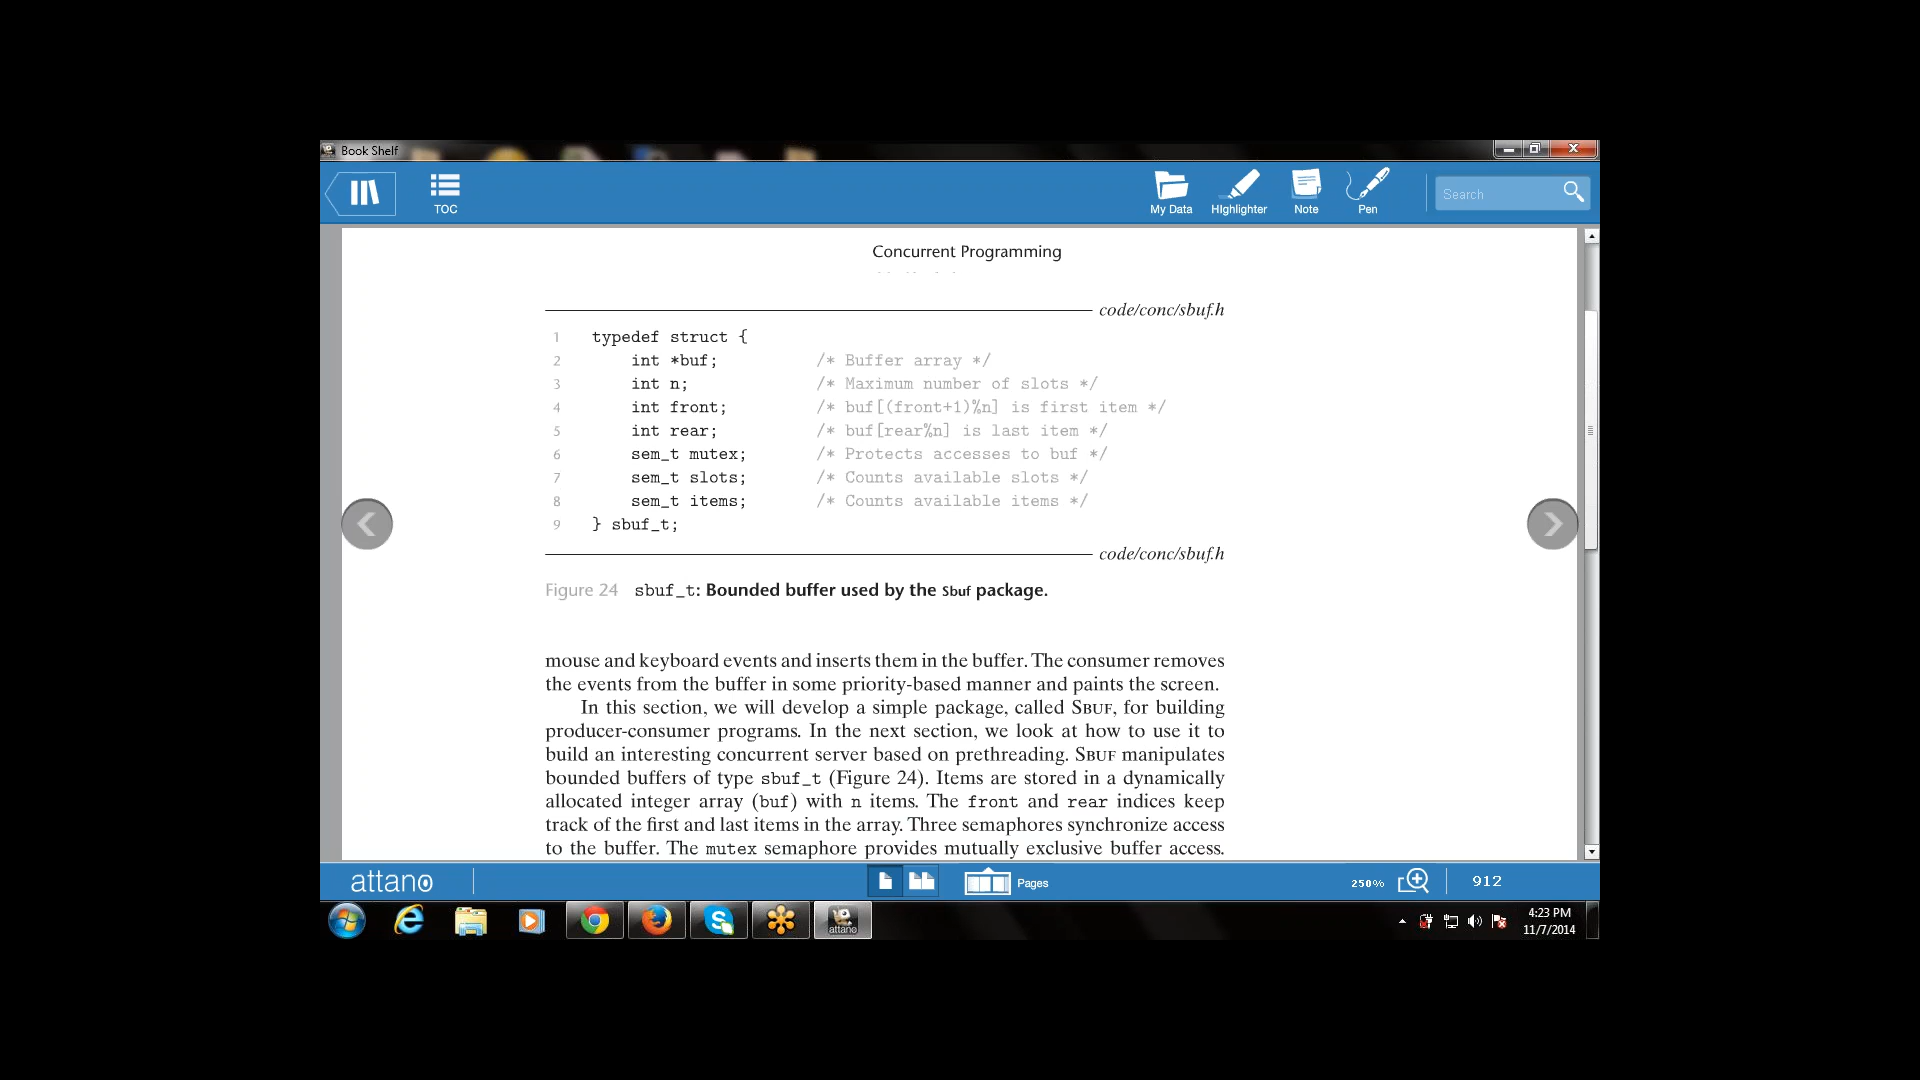 Book Shelf
TOC
My Data
HIghlighter
Note
Pen
Search
Concurrent Programming
code/conc/sbuf.h
1 typedef struct {
2 int *buf; /* Buffer array */
3 int n; /* Maximum number of slots */
4 int front; /* buf[(front+1)%n] is first item */
5 int rear; /* buf[rear%n] is last item */
6 sem_t mutex; /* Protects accesses to buf */
7 sem_t slots; /* Counts available slots */
8 sem_t items; /* Counts available items */
9 } sbuf_t;
code/conc/sbuf.h
Figure 24 sbuf_t: Bounded buffer used by the Sbuf package.
mouse and keyboard events and inserts them in the buffer. The consumer removes
the events from the buffer in some priority-based manner and paints the screen.
In this section, we will develop a simple package, called SBUF, for building
producer-consumer programs. In the next section, we look at how to use it to
build an interesting concurrent server based on prethreading. SBUF manipulates
bounded buffers of type sbuf_t (Figure 24). Items are stored in a dynamically
allocated integer array (buf) with n items. The front and rear indices keep
track of the first and last items in the array. Three semaphores synchronize access
to the buffer. The mutex semaphore provides mutually exclusive buffer access.
attano
Pages
250%
912
attano
4:23 PM
11/7/2014